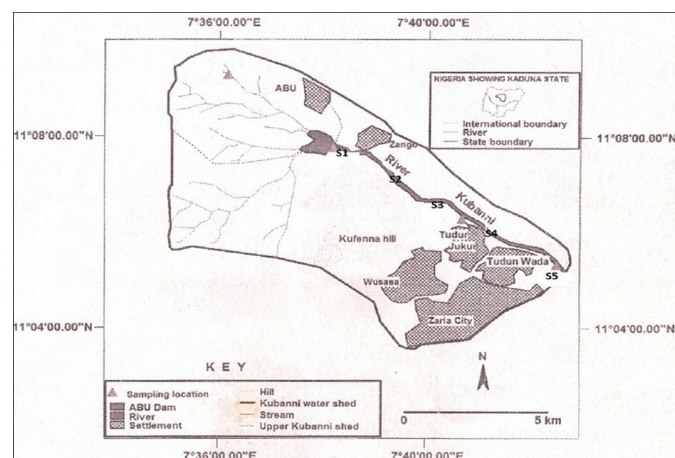 7°36'00.00"E
7°40'00.00"E
11°08'00.00"N
11°08'00.00"N
NIGERIA SHOWING KADUNA STATE
International boundary
River
State boundary
ABU
Zango
S1
River
S2
S3
Kubanni
S4
Kufenna hill
Tudun
Jukun
Tudun Wada
S5
Wusasa
Zaria City
11°04'00.00"N
11°04'00.00"N
KEY
Sampling location
ABU Dam
River
Settlement
Hill
Kubanni water shed
Stream
Upper Kubanni shed
N
0
5 km
7°36'00.00"E
7°40'00.00"E